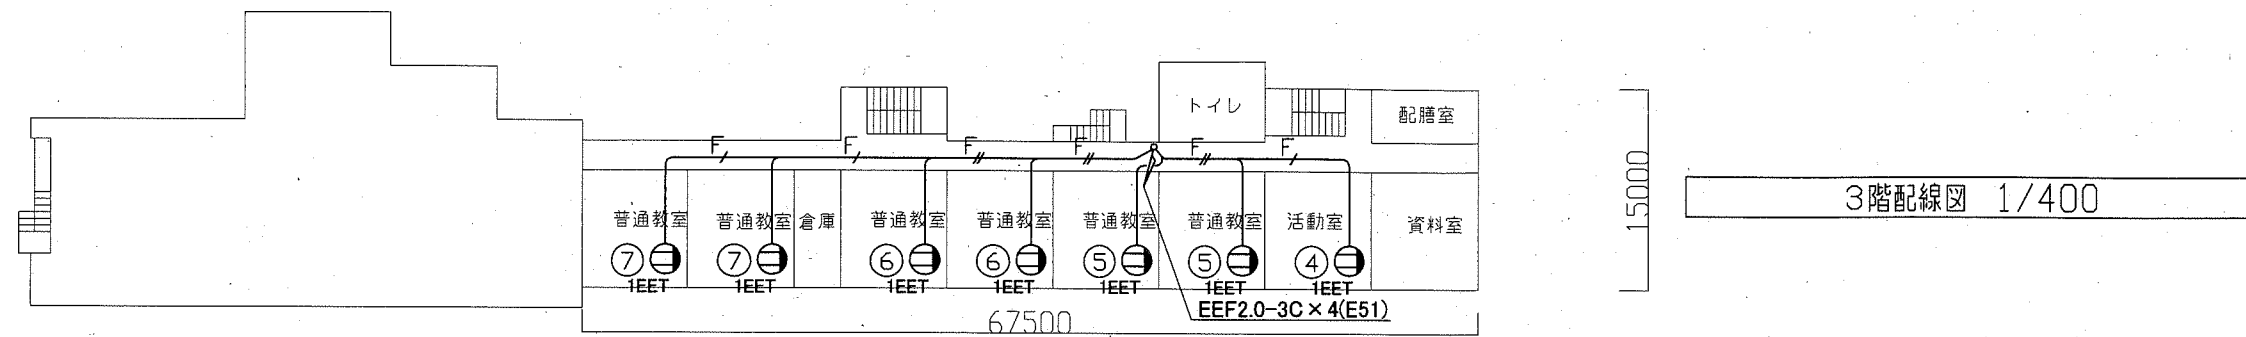 トイレ
配膳室
F
F
F
F
F
F
普通教室
普通教室
倉庫
普通教室
普通教室
普通教室
普通教室
活動室
資料室
⑦
⑦
⑥
⑥
⑤
⑤
④
1EET
1EET
1EET
1EET
1EET
1EET
1EET
EEF2.0-3C×4(E51)
67500
15000
3階配線図 1/400